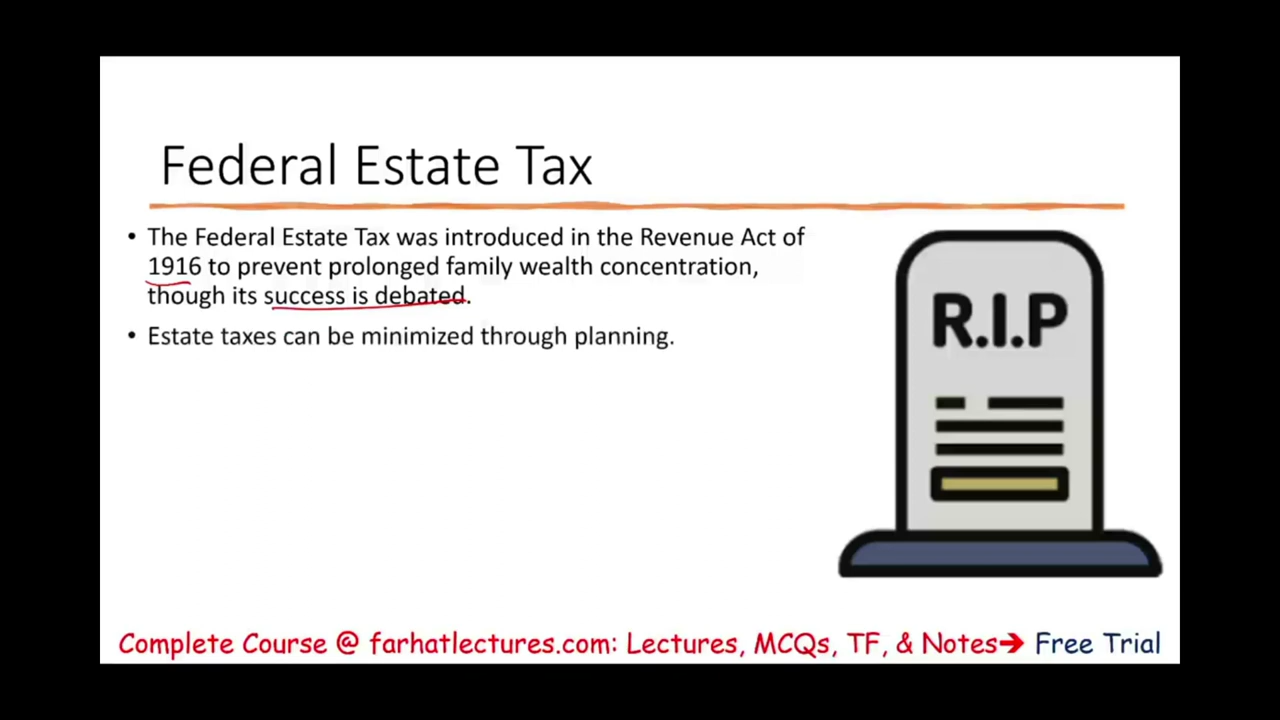 Federal Estate Tax
• The Federal Estate Tax was introduced in the Revenue Act of
1916 to prevent prolonged family wealth concentration,
though its success is debated.
• Estate taxes can be minimized through planning.
R.I.P
Complete Course @ farhatlectures.com: Lectures, MCQs, TF, & Notes➔ Free Trial